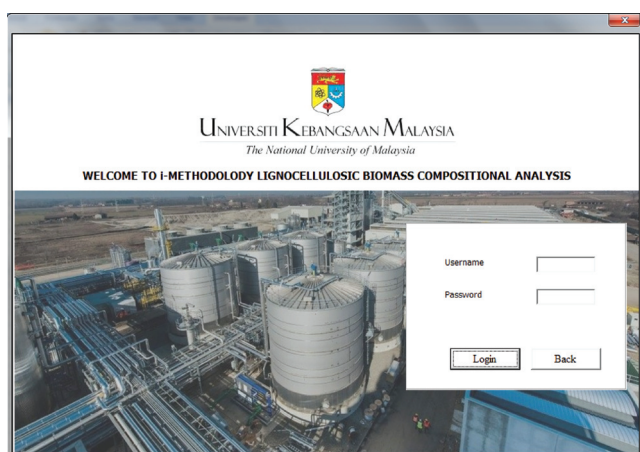 UNIVERSITI KEBANGSAAN MALAYSIA
The National University of Malaysia
WELCOME TO i-METHODOLODY LIGNOCELLULOSIC BIOMASS COMPOSITIONAL ANALYSIS
Username
Password
Login Back